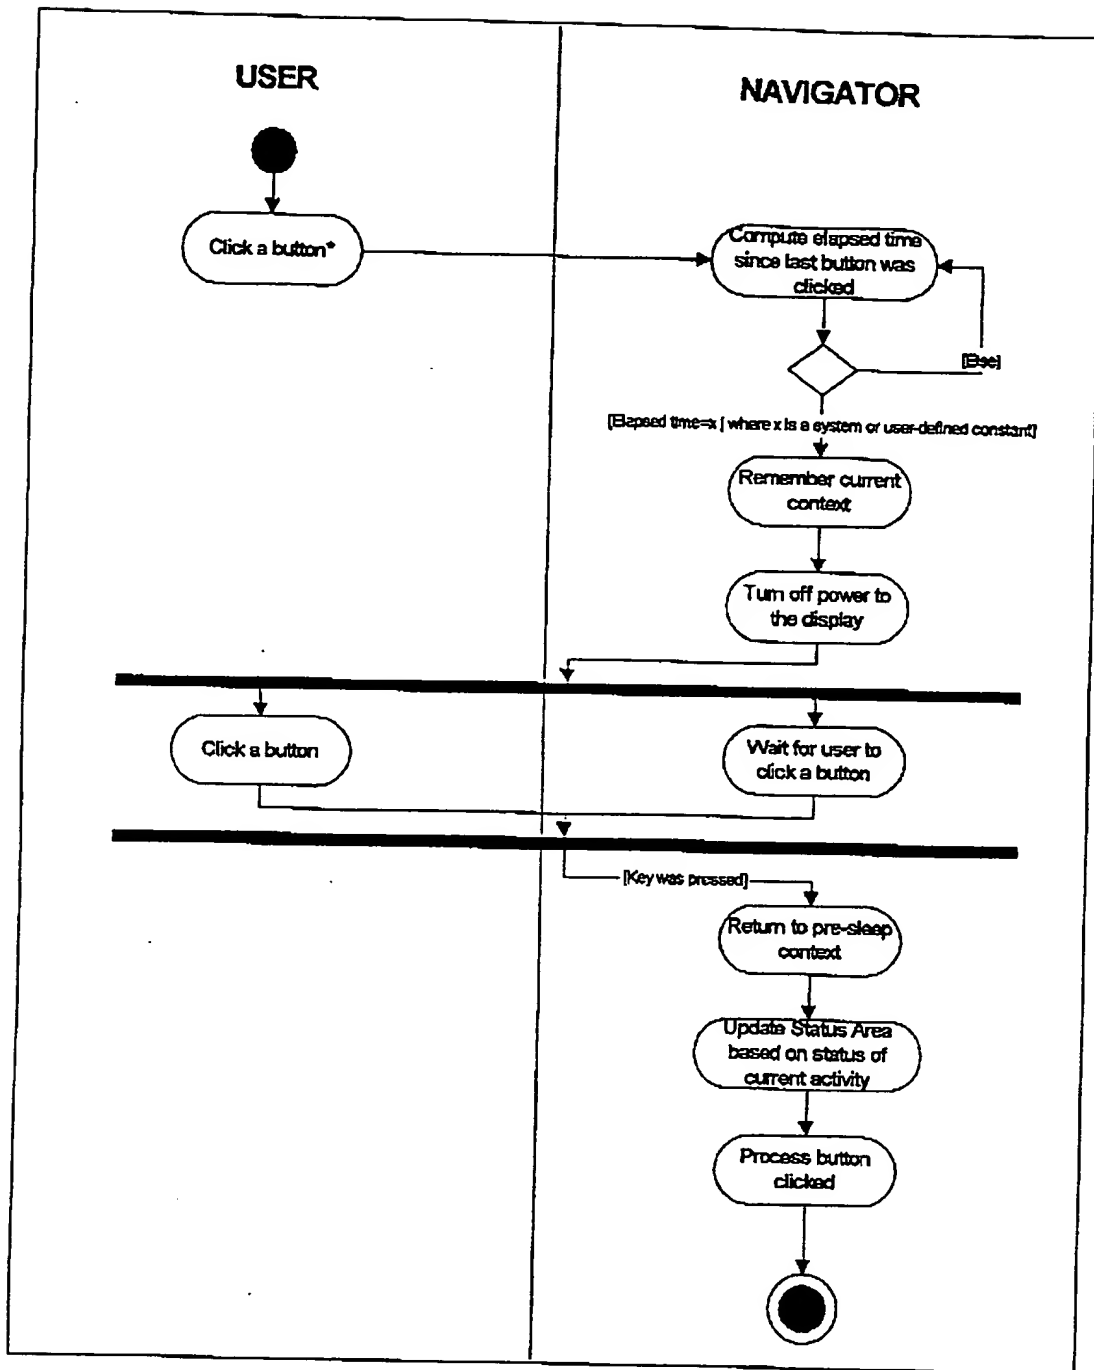 USER
NAVIGATOR
Click a button*
Compute elapsed time
since last button was
clicked
[Else]
[Elapsed time=x [ where x is a system or user-defined constant]
Remember current
context
Turn off power to
the display
Click a button
Wait for user to
click a button
[Key was pressed]
Return to pre-sleep
context
Update Status Area
based on status of
current activity
Process button
clicked